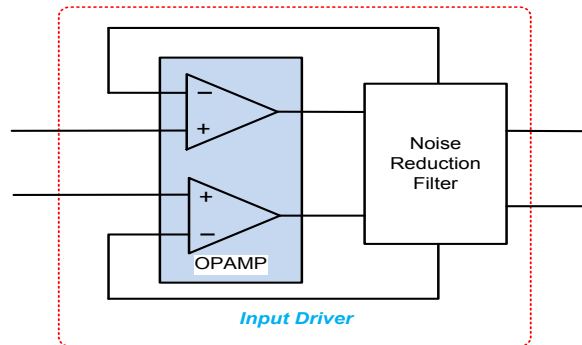 −
+
Noise
Reduction
Filter
+
−
OPAMP
Input Driver